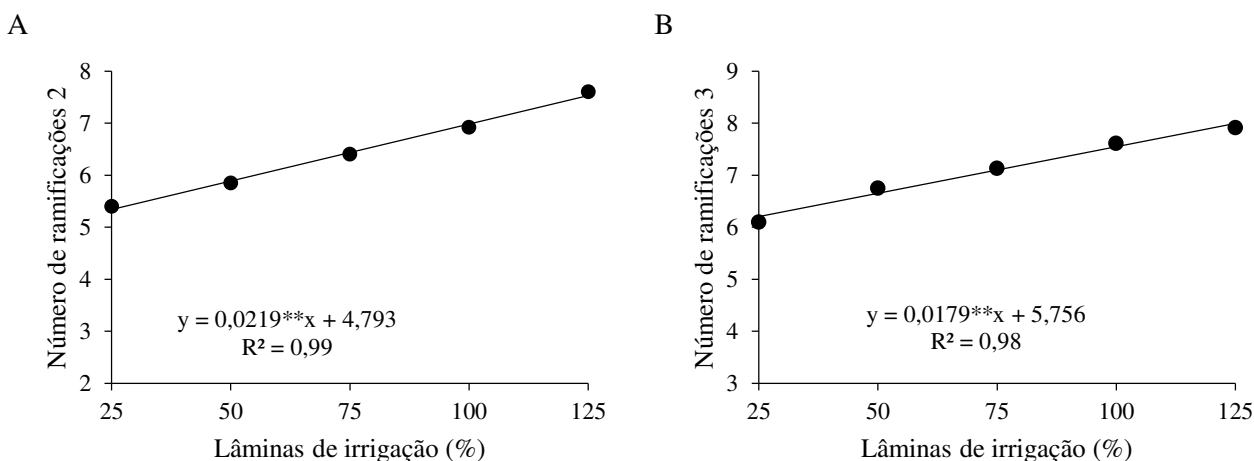 A
Número de ramificações 2
8
7
6
5
4
3
2
y = 0,0219**x + 4,793
R² = 0,99
25 50 75 100 125
Lâminas de irrigação (%)
B
Número de ramificações 3
9
8
7
6
5
4
3
y = 0,0179**x + 5,756
R² = 0,98
25 50 75 100 125
Lâminas de irrigação (%)